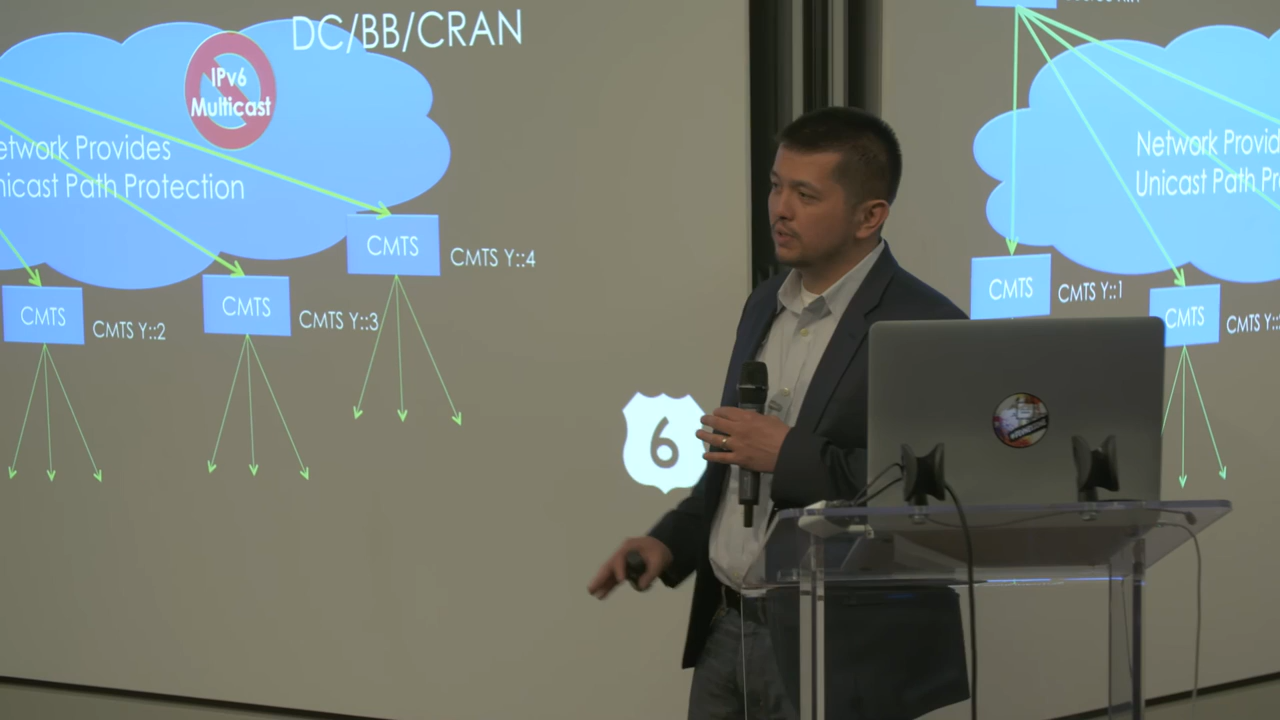 DC/BB/CRAN
IPv6
Multicast
etwork Provides
nicast Path Protection
CMTS
CMTS Y::4
CMTS
CMTS Y::3
CMTS
CMTS Y::2
6
Network Provid
Unicast Path Pr
CMTS
CMTS Y::1
CMTS
CMTS Y::